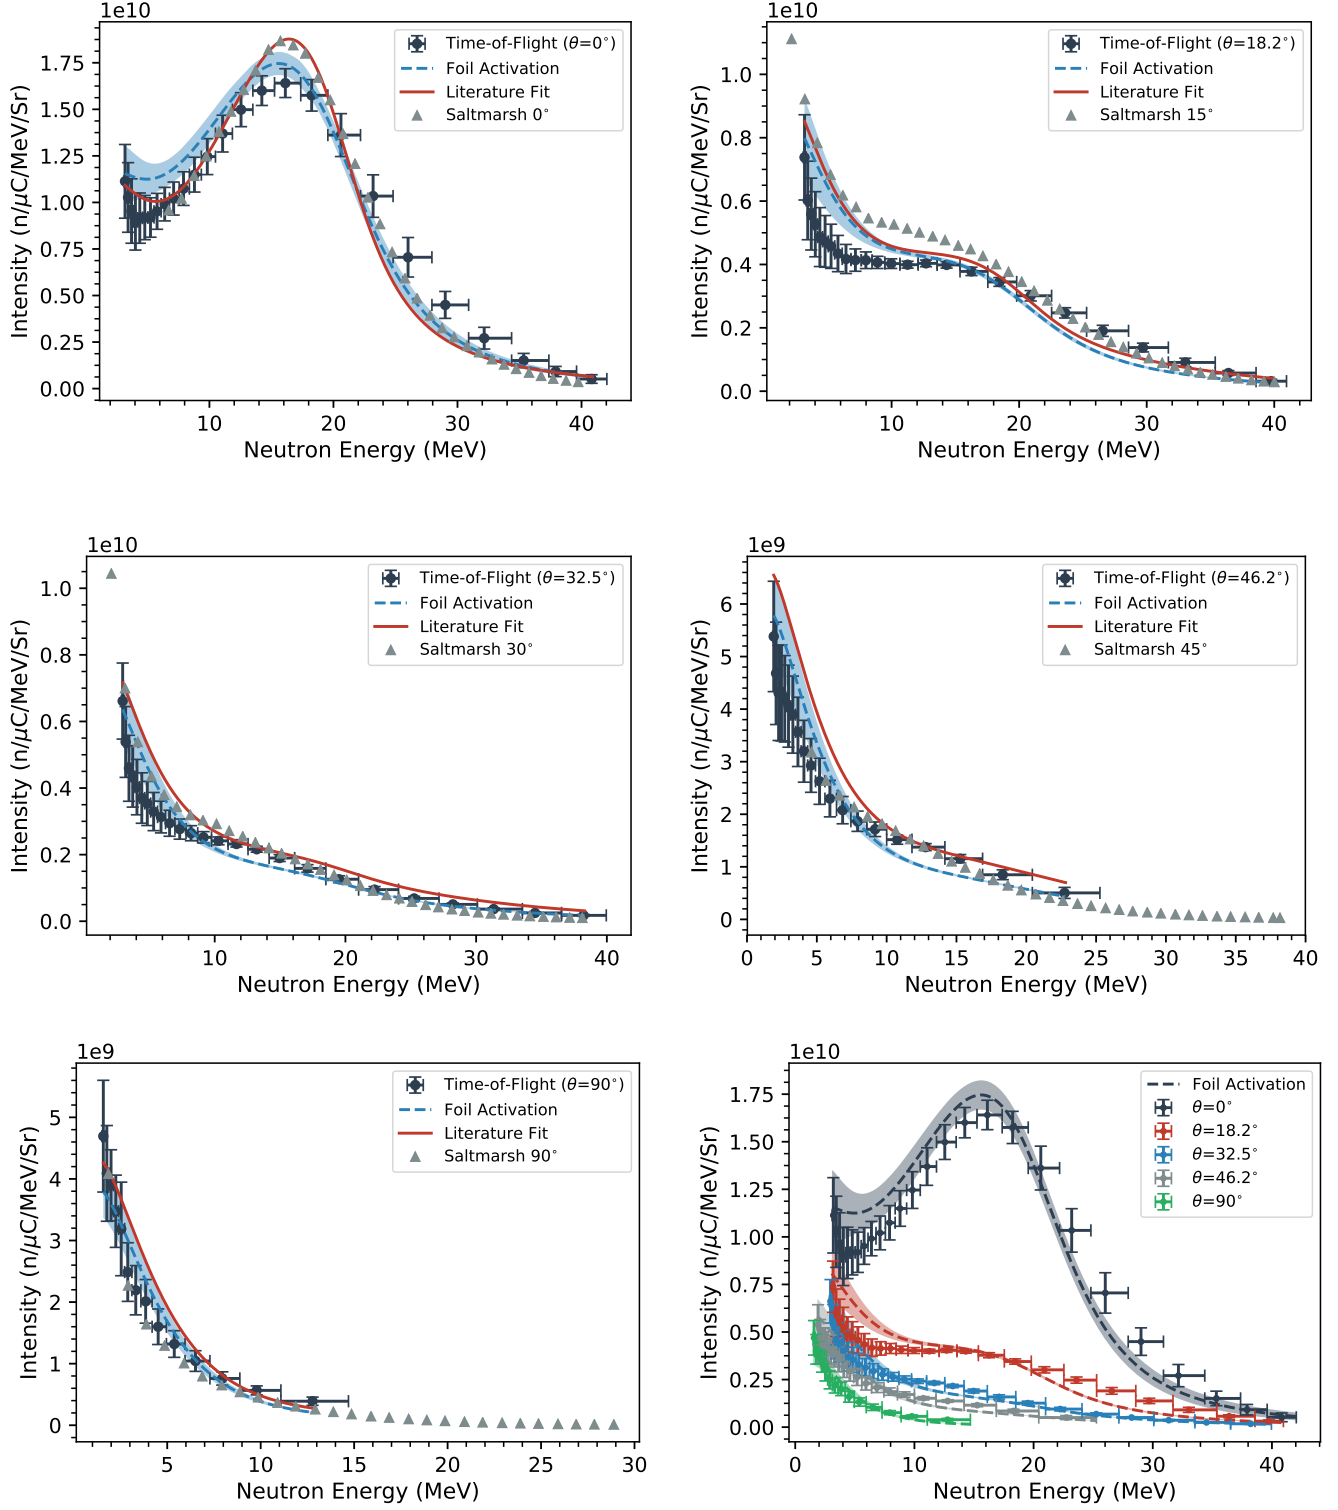 1e10
Intensity (n/μC/MeV/Sr)
1.75
1.50
1.25
1.00
0.75
0.50
0.25
0.00
10 20 30 40
Neutron Energy (MeV)
Time-of-Flight (θ=0°)
Foil Activation
Literature Fit
Saltmarsh 0°
1e10
Intensity (n/μC/MeV/Sr)
1.0
0.8
0.6
0.4
0.2
0.0
10 20 30 40
Neutron Energy (MeV)
Time-of-Flight (θ=18.2°)
Foil Activation
Literature Fit
Saltmarsh 15°
1e10
Intensity (n/μC/MeV/Sr)
1.0
0.8
0.6
0.4
0.2
0.0
10 20 30 40
Neutron Energy (MeV)
Time-of-Flight (θ=32.5°)
Foil Activation
Literature Fit
Saltmarsh 30°
1e9
Intensity (n/μC/MeV/Sr)
6
5
4
3
2
1
0
0 5 10 15 20 25 30 35 40
Neutron Energy (MeV)
Time-of-Flight (θ=46.2°)
Foil Activation
Literature Fit
Saltmarsh 45°
1e9
Intensity (n/μC/MeV/Sr)
5
4
3
2
1
0
5 10 15 20 25 30
Neutron Energy (MeV)
Time-of-Flight (θ=90°)
Foil Activation
Literature Fit
Saltmarsh 90°
1e10
Intensity (n/μC/MeV/Sr)
1.75
1.50
1.25
1.00
0.75
0.50
0.25
0.00
0 10 20 30 40
Neutron Energy (MeV)
Foil Activation
θ=0°
θ=18.2°
θ=32.5°
θ=46.2°
θ=90°